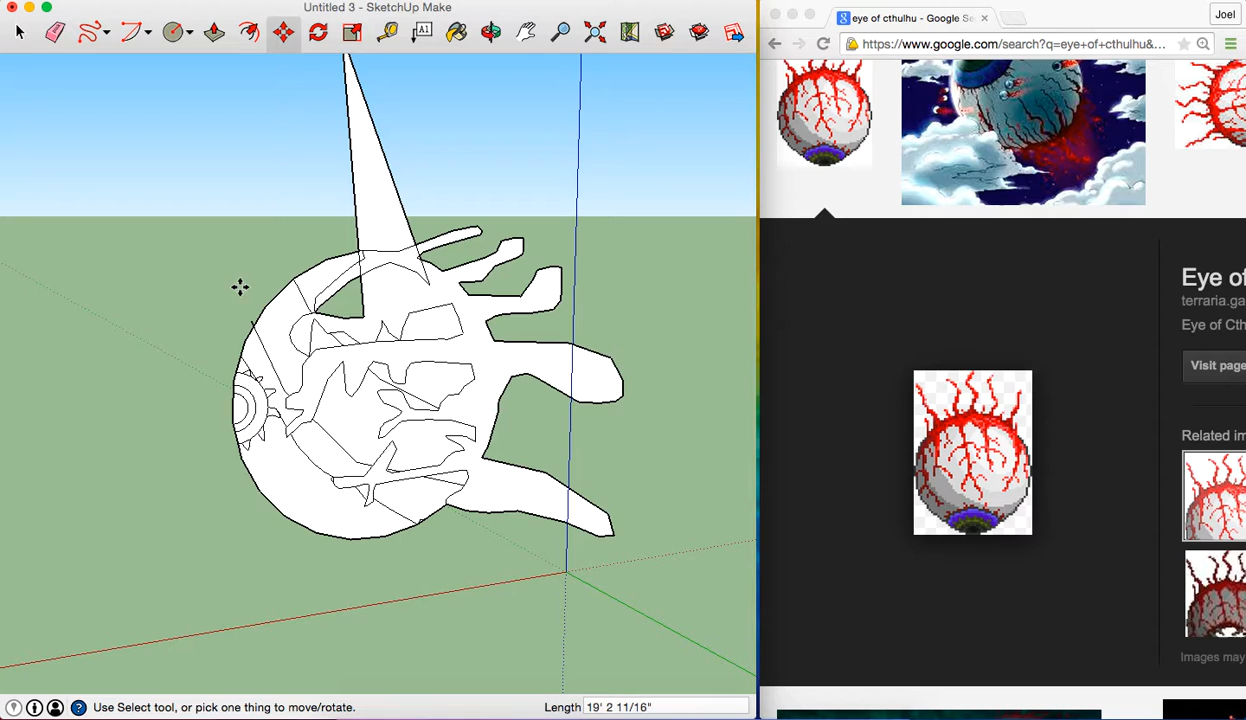 Untitled 3 - SketchUp Make
A1
Use Select tool, or pick one thing to move/rotate.
Length 19' 2 11/16"
eye of cthulhu - Google Se
Joel
https://www.google.com/search?q=eye+of+cthulhu&...
Eye of
terraria.ga
Eye of Cth
Visit page
Related im
Images may